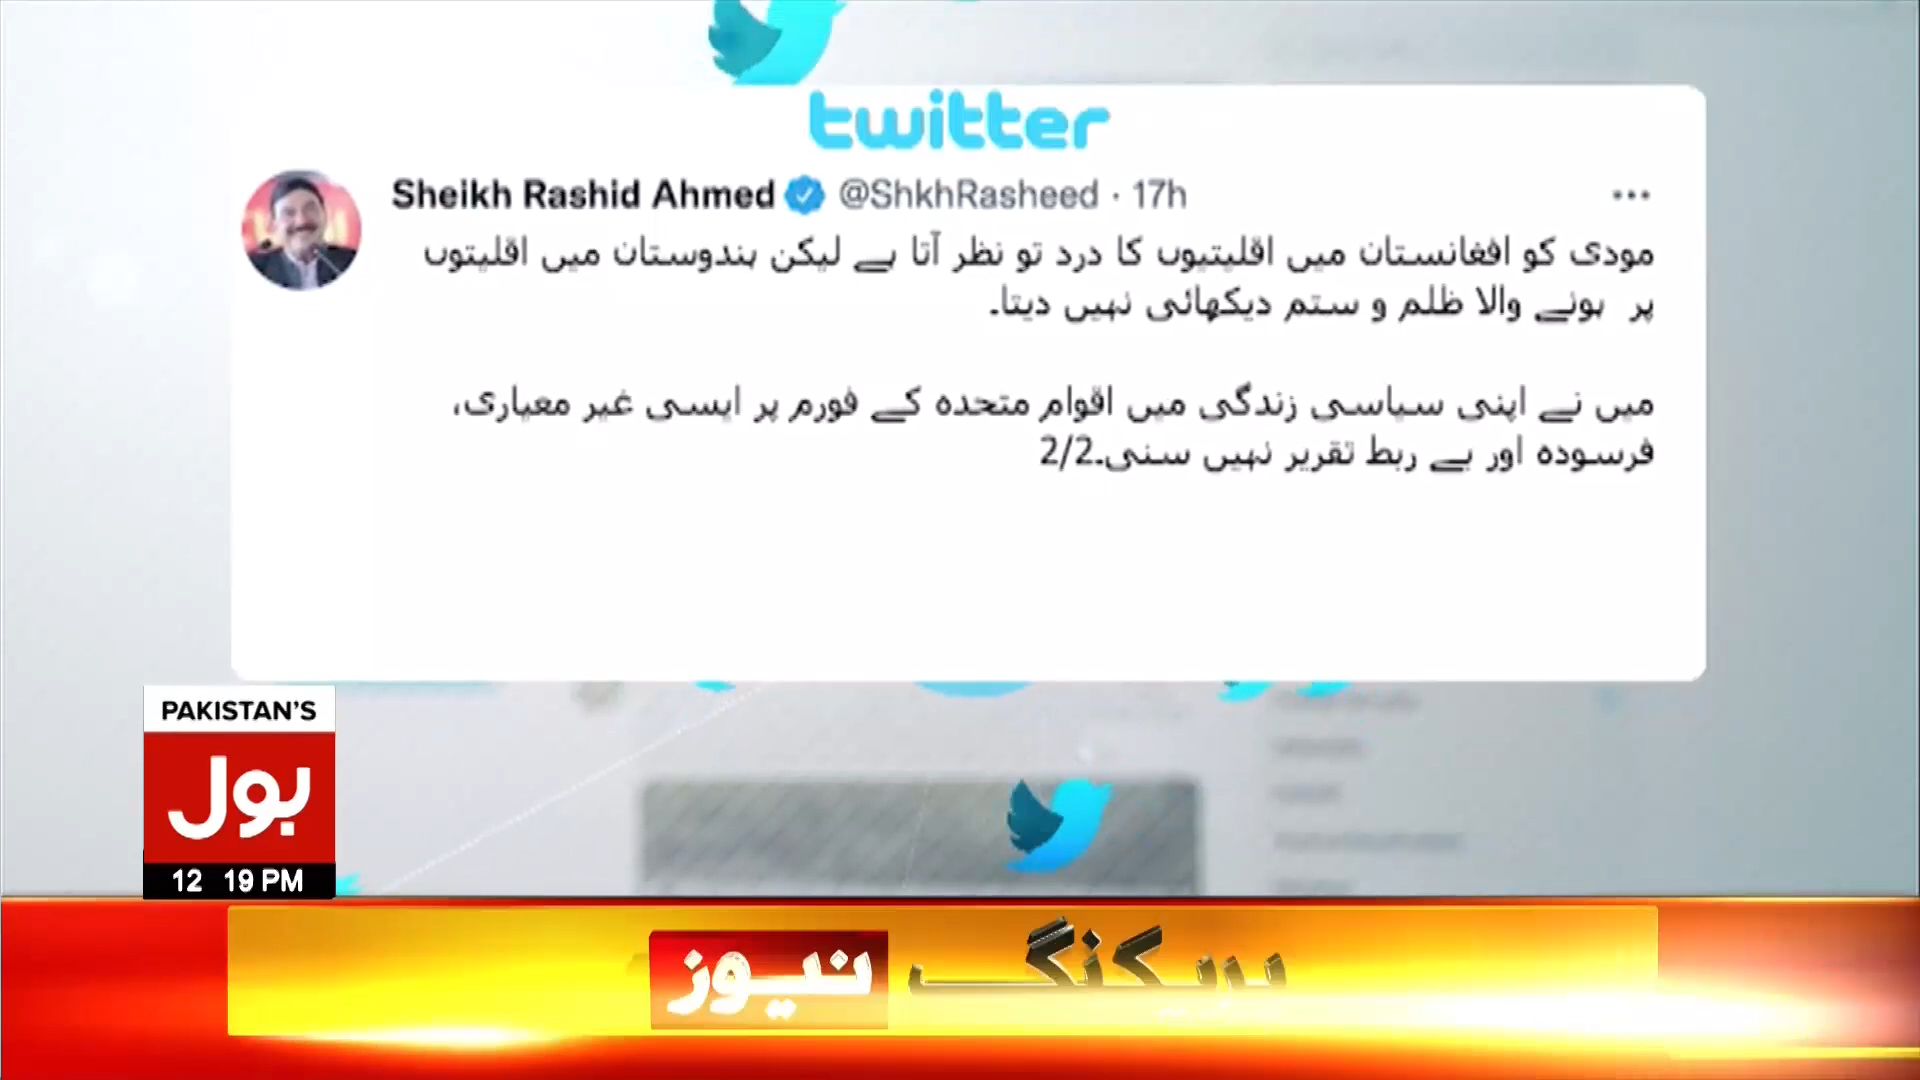 twitter
Sheikh Rashid Ahmed @ShkhRasheed · 17h
مودی کو افغانستان میں اقلیتیوں کا درد تو نظر آتا ہے لیکن ہندوستان میں اقلیتوں
پر ہونے والا ظلم و ستم دیکھائی نہیں دیتا۔
میں نے اپنی سیاسی زندگی میں اقوام متحدہ کے فورم پر ایسی غیر معیاری،
فرسودہ اور بے ربط تقریر نہیں سنی۔2/2
PAKISTAN'S
بول
12 19 PM
بریکنگ نیوز